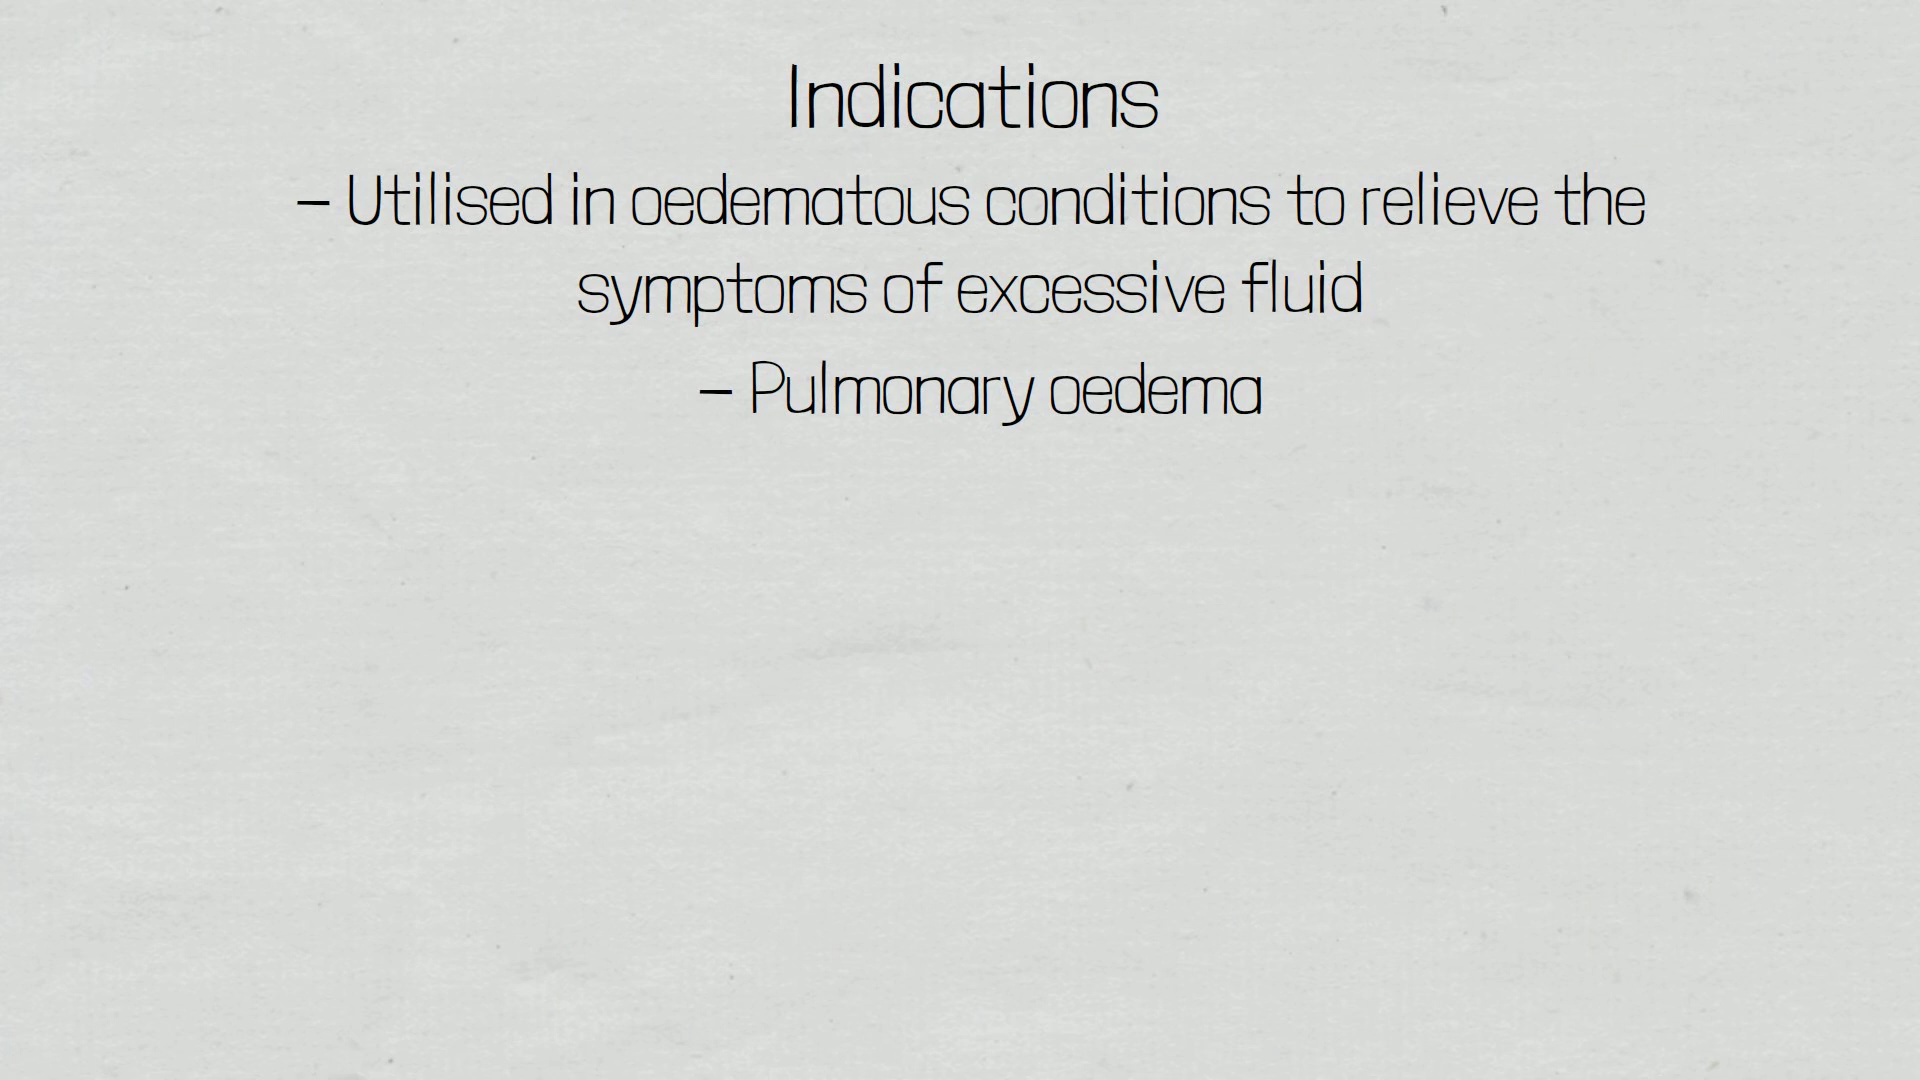 Indications
- Utilised in oedematous conditions to relieve the
symptoms of excessive fluid
- Pulmonary oedema